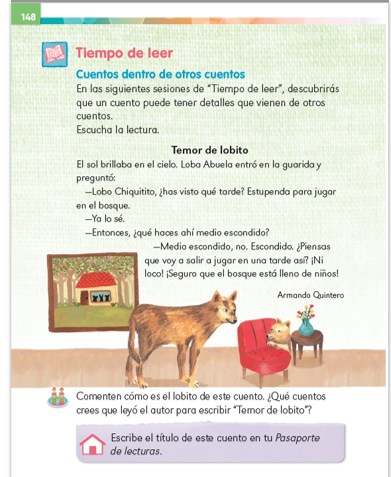 148
Tiempo de leer
Cuentos dentro de otros cuentos
En las siguientes sesiones de “Tiempo de leer”, descubrirás
que un cuento puede tener detalles que vienen de otros
cuentos.
Escucha la lectura.
Temor de lobito
El sol brillaba en el cielo. Loba Abuela entró en la guarida y
preguntó:
—Lobo Chiquitito, ¿has visto qué tarde? Estupenda para jugar
en el bosque.
—Ya lo sé.
—Entonces, ¿qué haces ahí medio escondido?
—Medio escondido, no. Escondido. ¿Piensas
que voy a salir a jugar en una tarde así? ¡Ni
loco! ¡Seguro que el bosque está lleno de niños!
Armando Quintero
Comenten cómo es el lobito de este cuento. ¿Qué cuentos
crees que leyó el autor para escribir “Temor de lobito”?
Escribe el título de este cuento en tu Pasaporte
de lecturas.